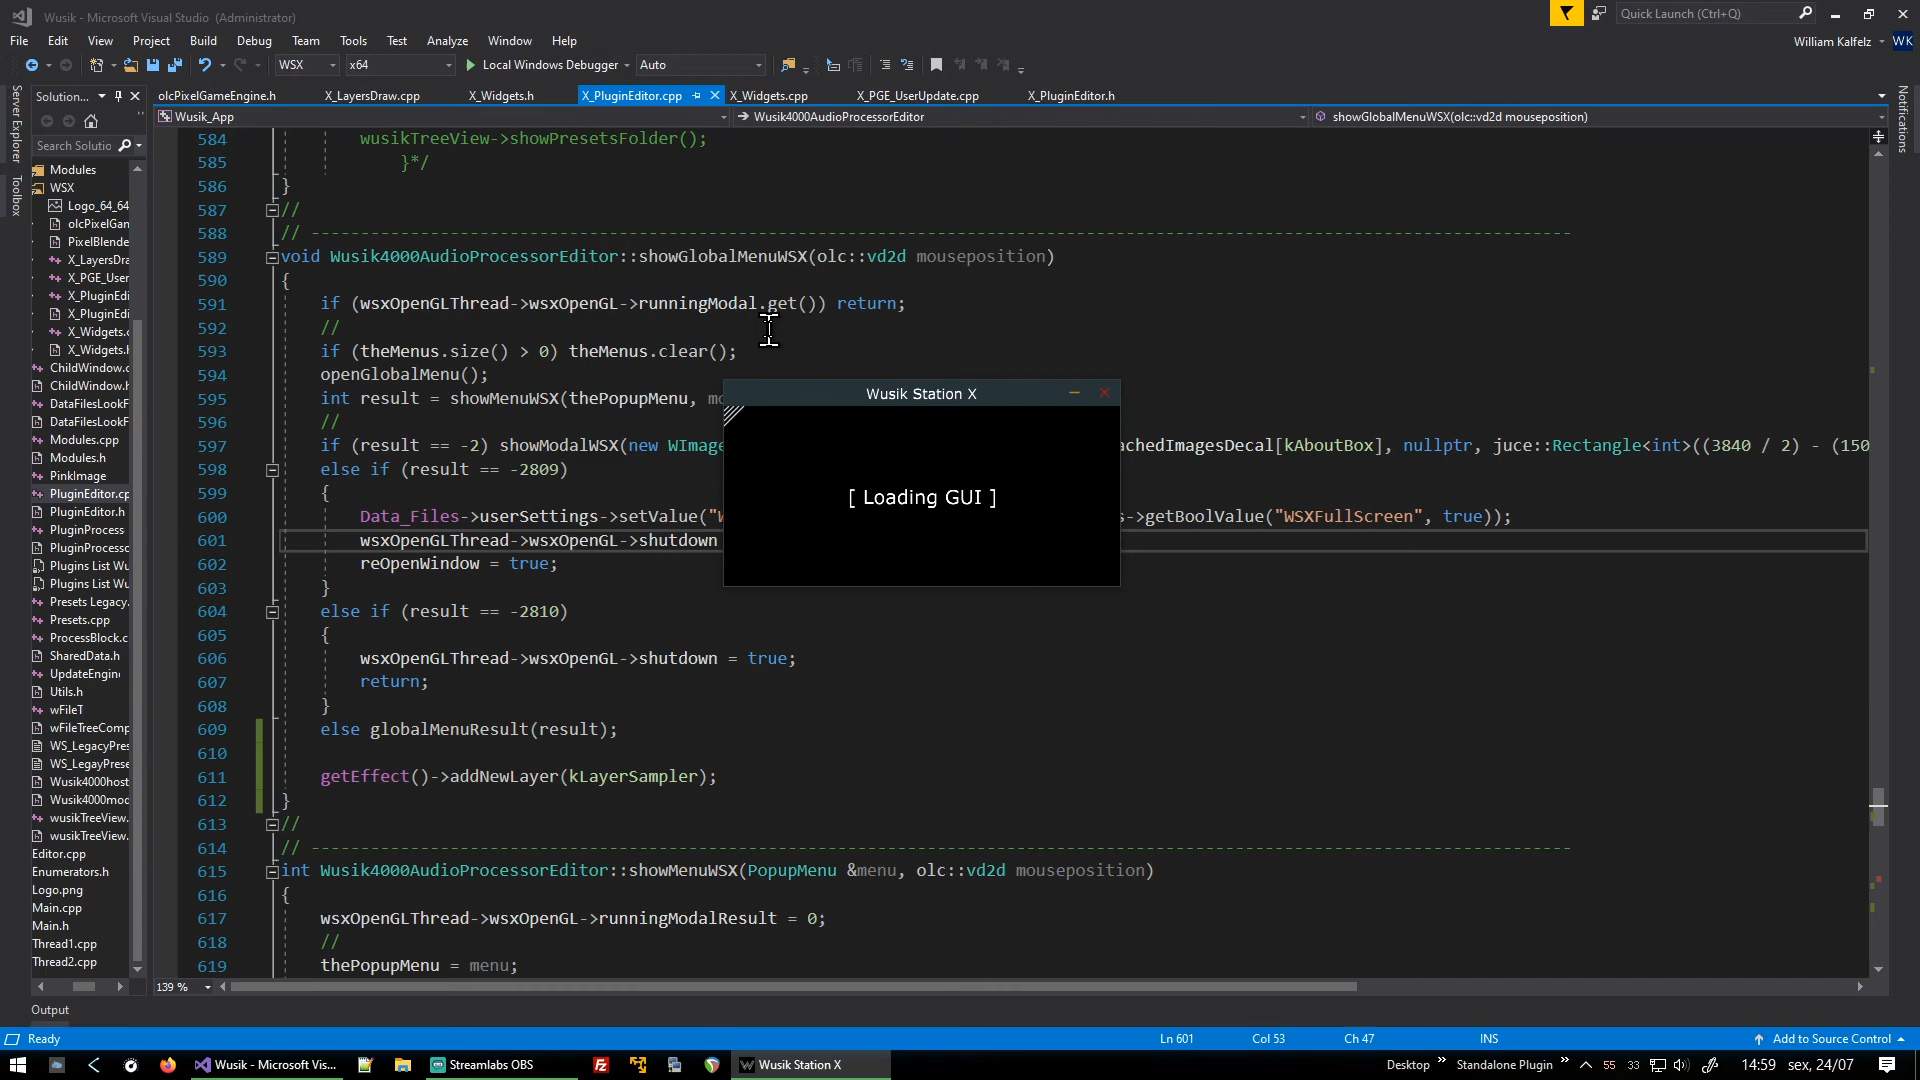 Wusik - Microsoft Visual Studio (Administrator)
Quick Launch (Ctrl+Q)
File Edit View Project Build Debug Team Tools Test Analyze Window Help
William Kalfelz WK
WSX x64 Local Windows Debugger Auto
Server Explorer
Toolbox
Notifications
Solution...
olcPixelGameEngine.h X_LayersDraw.cpp X_Widgets.h X_PluginEditor.cpp X_Widgets.cpp X_PGE_UserUpdate.cpp X_PluginEditor.h
Wusik_App Wusik4000AudioProcessorEditor showGlobalMenuWSX(olc::vd2d mouseposition)
Search Solutio
Modules
WSX
Logo_64_64
olcPixelGan
PixelBlende
X_LayersDra
X_PGE_User
X_PluginEdi
X_PluginEdi
X_Widgets.c
X_Widgets.h
ChildWindow.c
ChildWindow.h
DataFilesLookF
DataFilesLookF
Modules.cpp
Modules.h
PinkImage
PluginEditor.cp
PluginEditor.h
PluginProcess
PluginProcesso
Plugins List Wu
Plugins List Wu
Presets Legacy.
Presets.cpp
ProcessBlock.c
SharedData.h
UpdateEngine
Utils.h
wFileT
wFileTreeComp
WS_LegacyPres
WS_LegayPrese
Wusik4000host
Wusik4000moc
wusikTreeView.
wusikTreeView.
Editor.cpp
Enumerators.h
Logo.png
Main.cpp
Main.h
Thread1.cpp
Thread2.cpp
584 wusikTreeView->showPresetsFolder();
585 }*/
586 }
587 //
588 // --------------------------------------------------------------------------------------------------------------------------------
589 void Wusik4000AudioProcessorEditor::showGlobalMenuWSX(olc::vd2d mouseposition)
590 {
591 if (wsxOpenGLThread->wsxOpenGL->runningModal.get()) return;
592 //
593 if (theMenus.size() > 0) theMenus.clear();
594 openGlobalMenu();
595 int result = showMenuWSX(thePopupMenu, mo
596 //
597 if (result == -2) showModalWSX(new WImage achedImagesDecal[kAboutBox], nullptr, juce::Rectangle<int>((3840 / 2) - (150
598 else if (result == -2809)
599 {
600 Data_Files->userSettings->setValue("W s->getBoolValue("WSXFullScreen", true));
601 wsxOpenGLThread->wsxOpenGL->shutdown
602 reOpenWindow = true;
603 }
604 else if (result == -2810)
605 {
606 wsxOpenGLThread->wsxOpenGL->shutdown = true;
607 return;
608 }
609 else globalMenuResult(result);
610
611 getEffect()->addNewLayer(kLayerSampler);
612 }
613 //
614 // --------------------------------------------------------------------------------------------------------------------------------
615 int Wusik4000AudioProcessorEditor::showMenuWSX(PopupMenu &menu, olc::vd2d mouseposition)
616 {
617 wsxOpenGLThread->wsxOpenGL->runningModalResult = 0;
618 //
619 thePopupMenu = menu;
Wusik Station X
[ Loading GUI ]
139 %
Output
Ready Ln 601 Col 53 Ch 47 INS Add to Source Control
Wusik - Microsoft Vis... Streamlabs OBS Wusik Station X Desktop Standalone Plugin 55 33 14:59 sex, 24/07